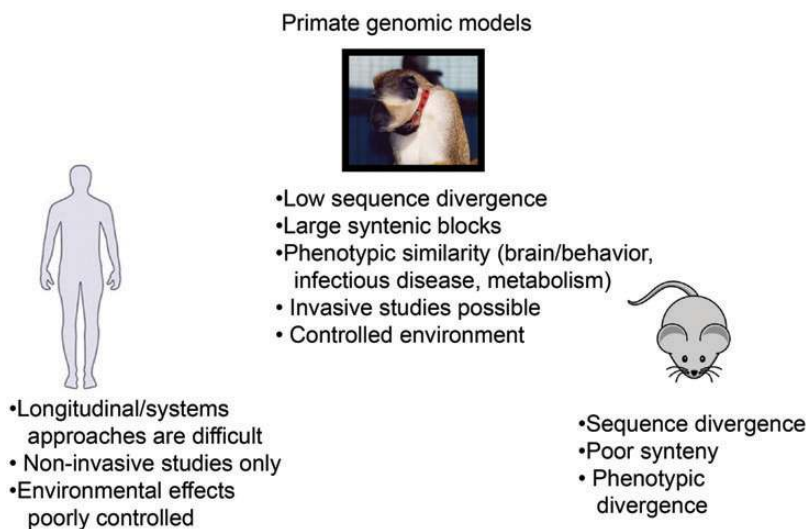 Primate genomic models
•Low sequence divergence
•Large syntenic blocks
•Phenotypic similarity (brain/behavior,
infectious disease, metabolism)
• Invasive studies possible
• Controlled environment
•Longitudinal/systems
approaches are difficult
• Non-invasive studies only
•Environmental effects
poorly controlled
•Sequence divergence
•Poor synteny
• Phenotypic
divergence